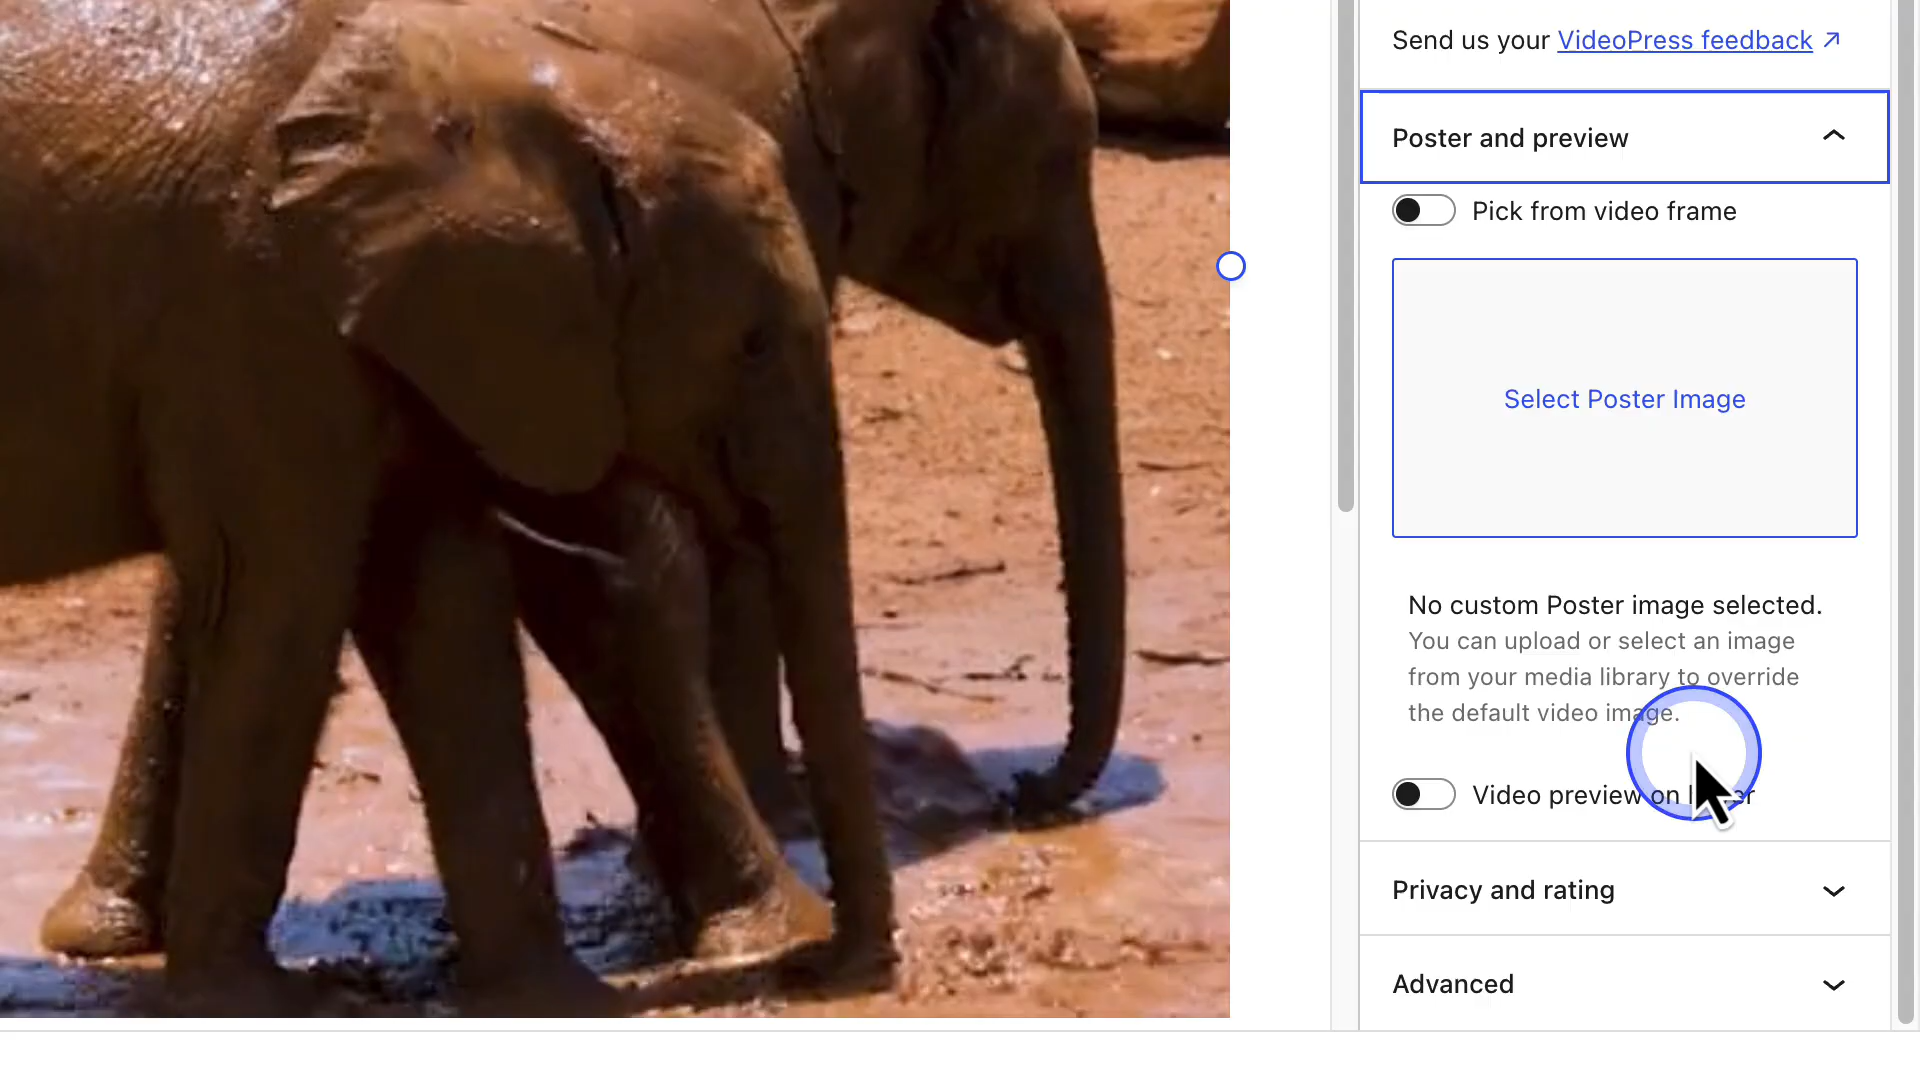 Send us your VideoPress feedback ↗
Poster and preview
Pick from video frame
Select Poster Image
No custom Poster image selected.
You can upload or select an image
from your media library to override
the default video image.
Video preview on
Privacy and rating
Advanced